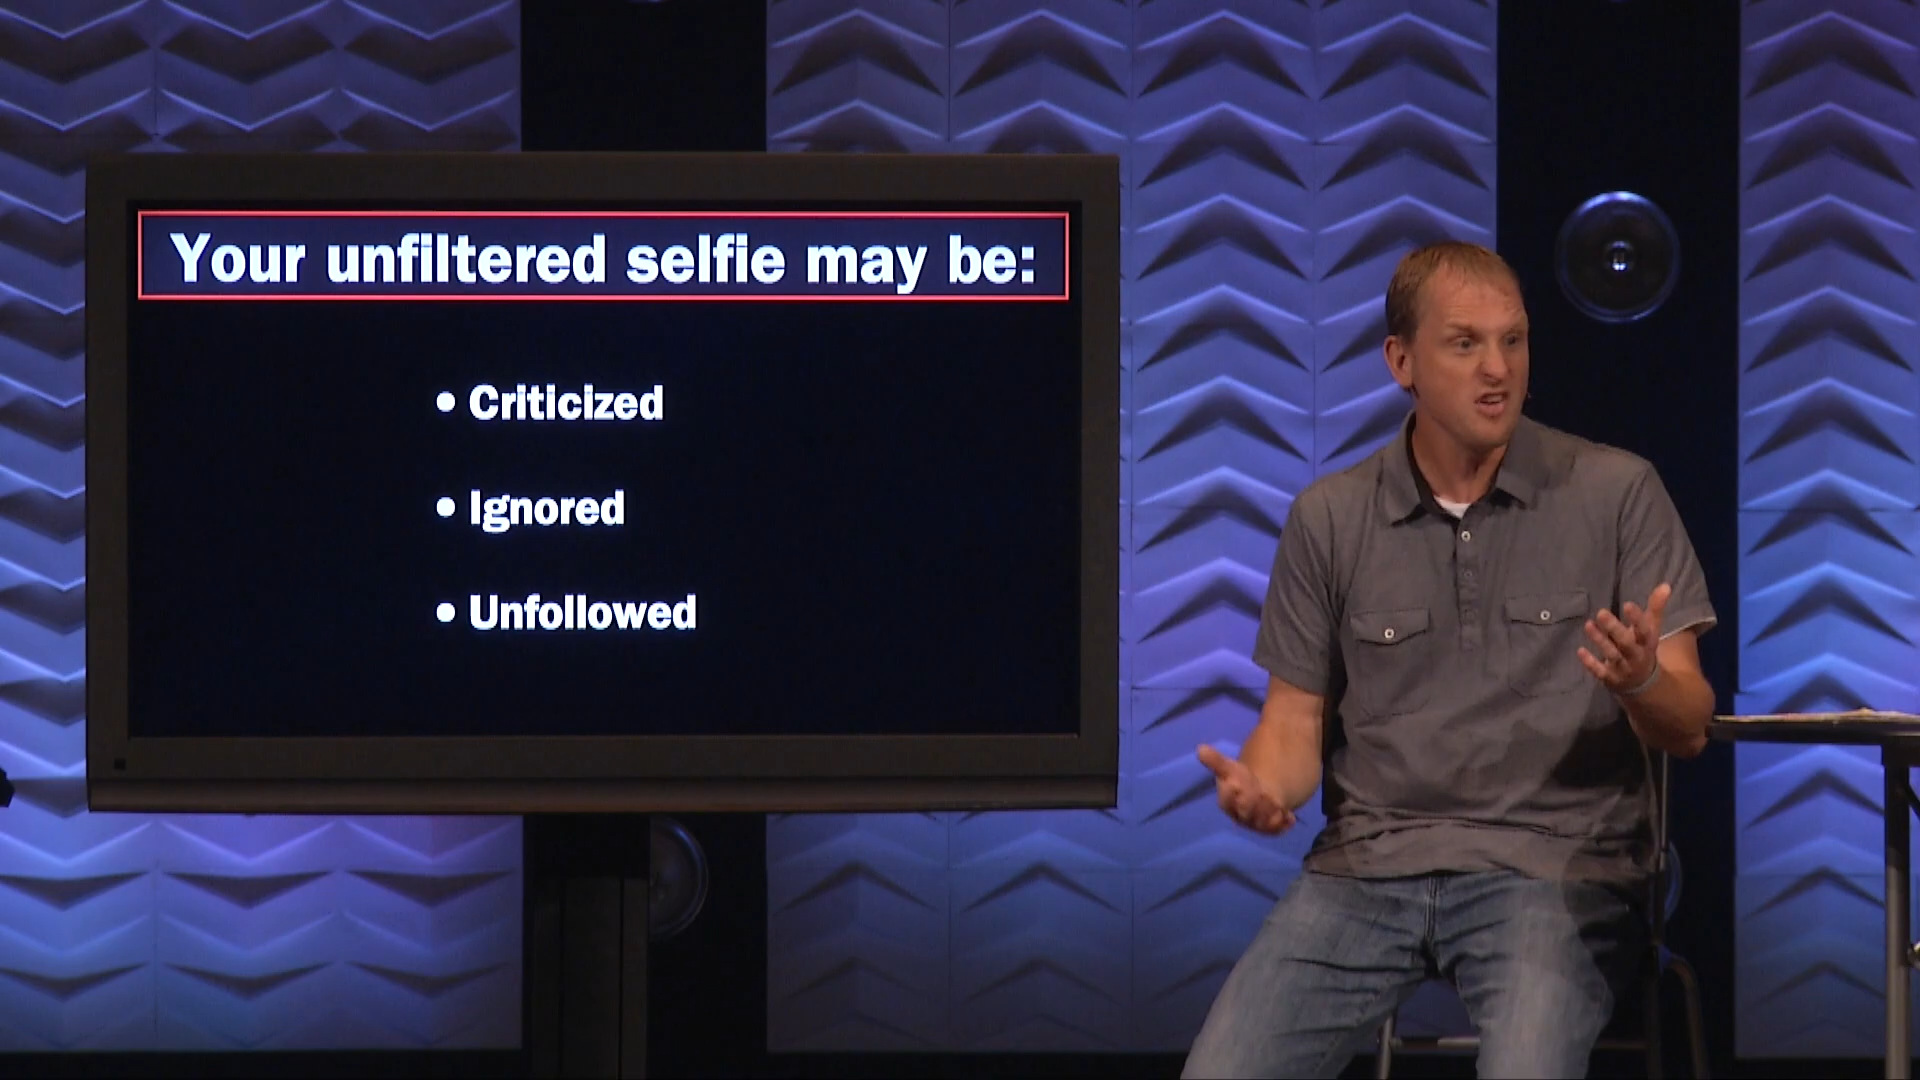 Your unfiltered selfie may be:
• Criticized
• Ignored
• Unfollowed